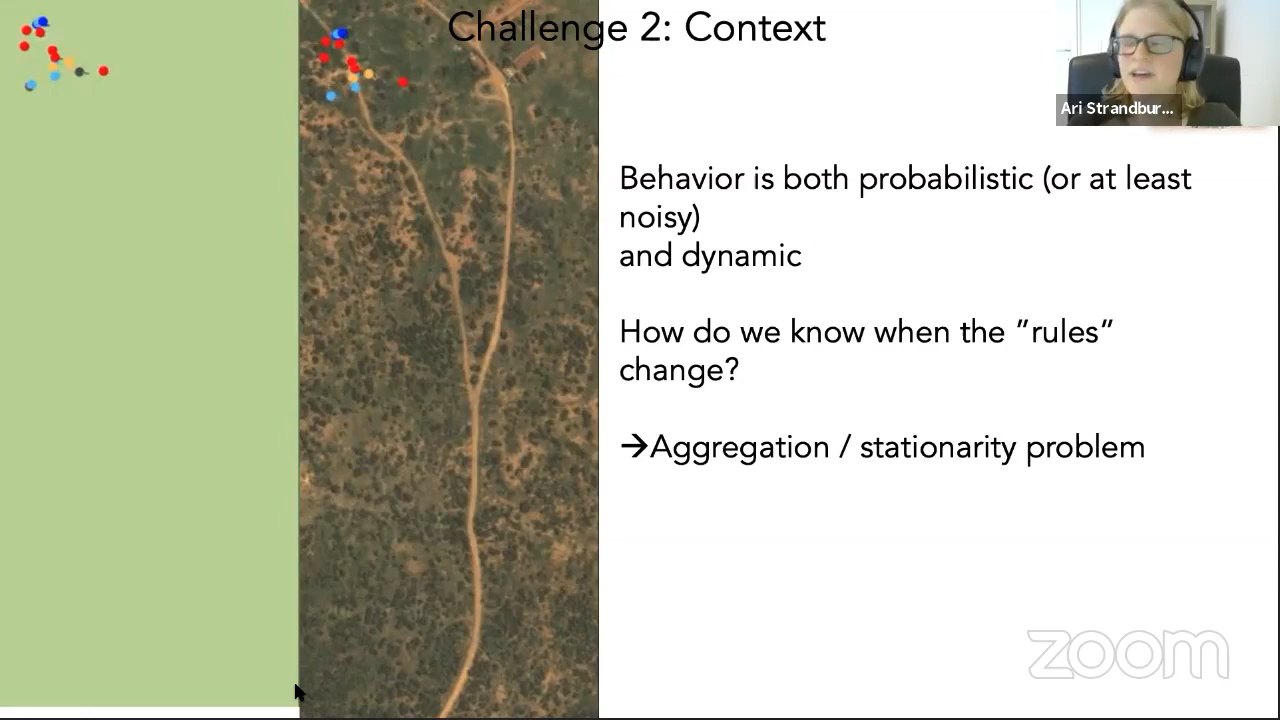 Challenge 2: Context
Ari Strandbur...
Behavior is both probabilistic (or at least
noisy)
and dynamic
How do we know when the ”rules”
change?
→Aggregation / stationarity problem
zoom